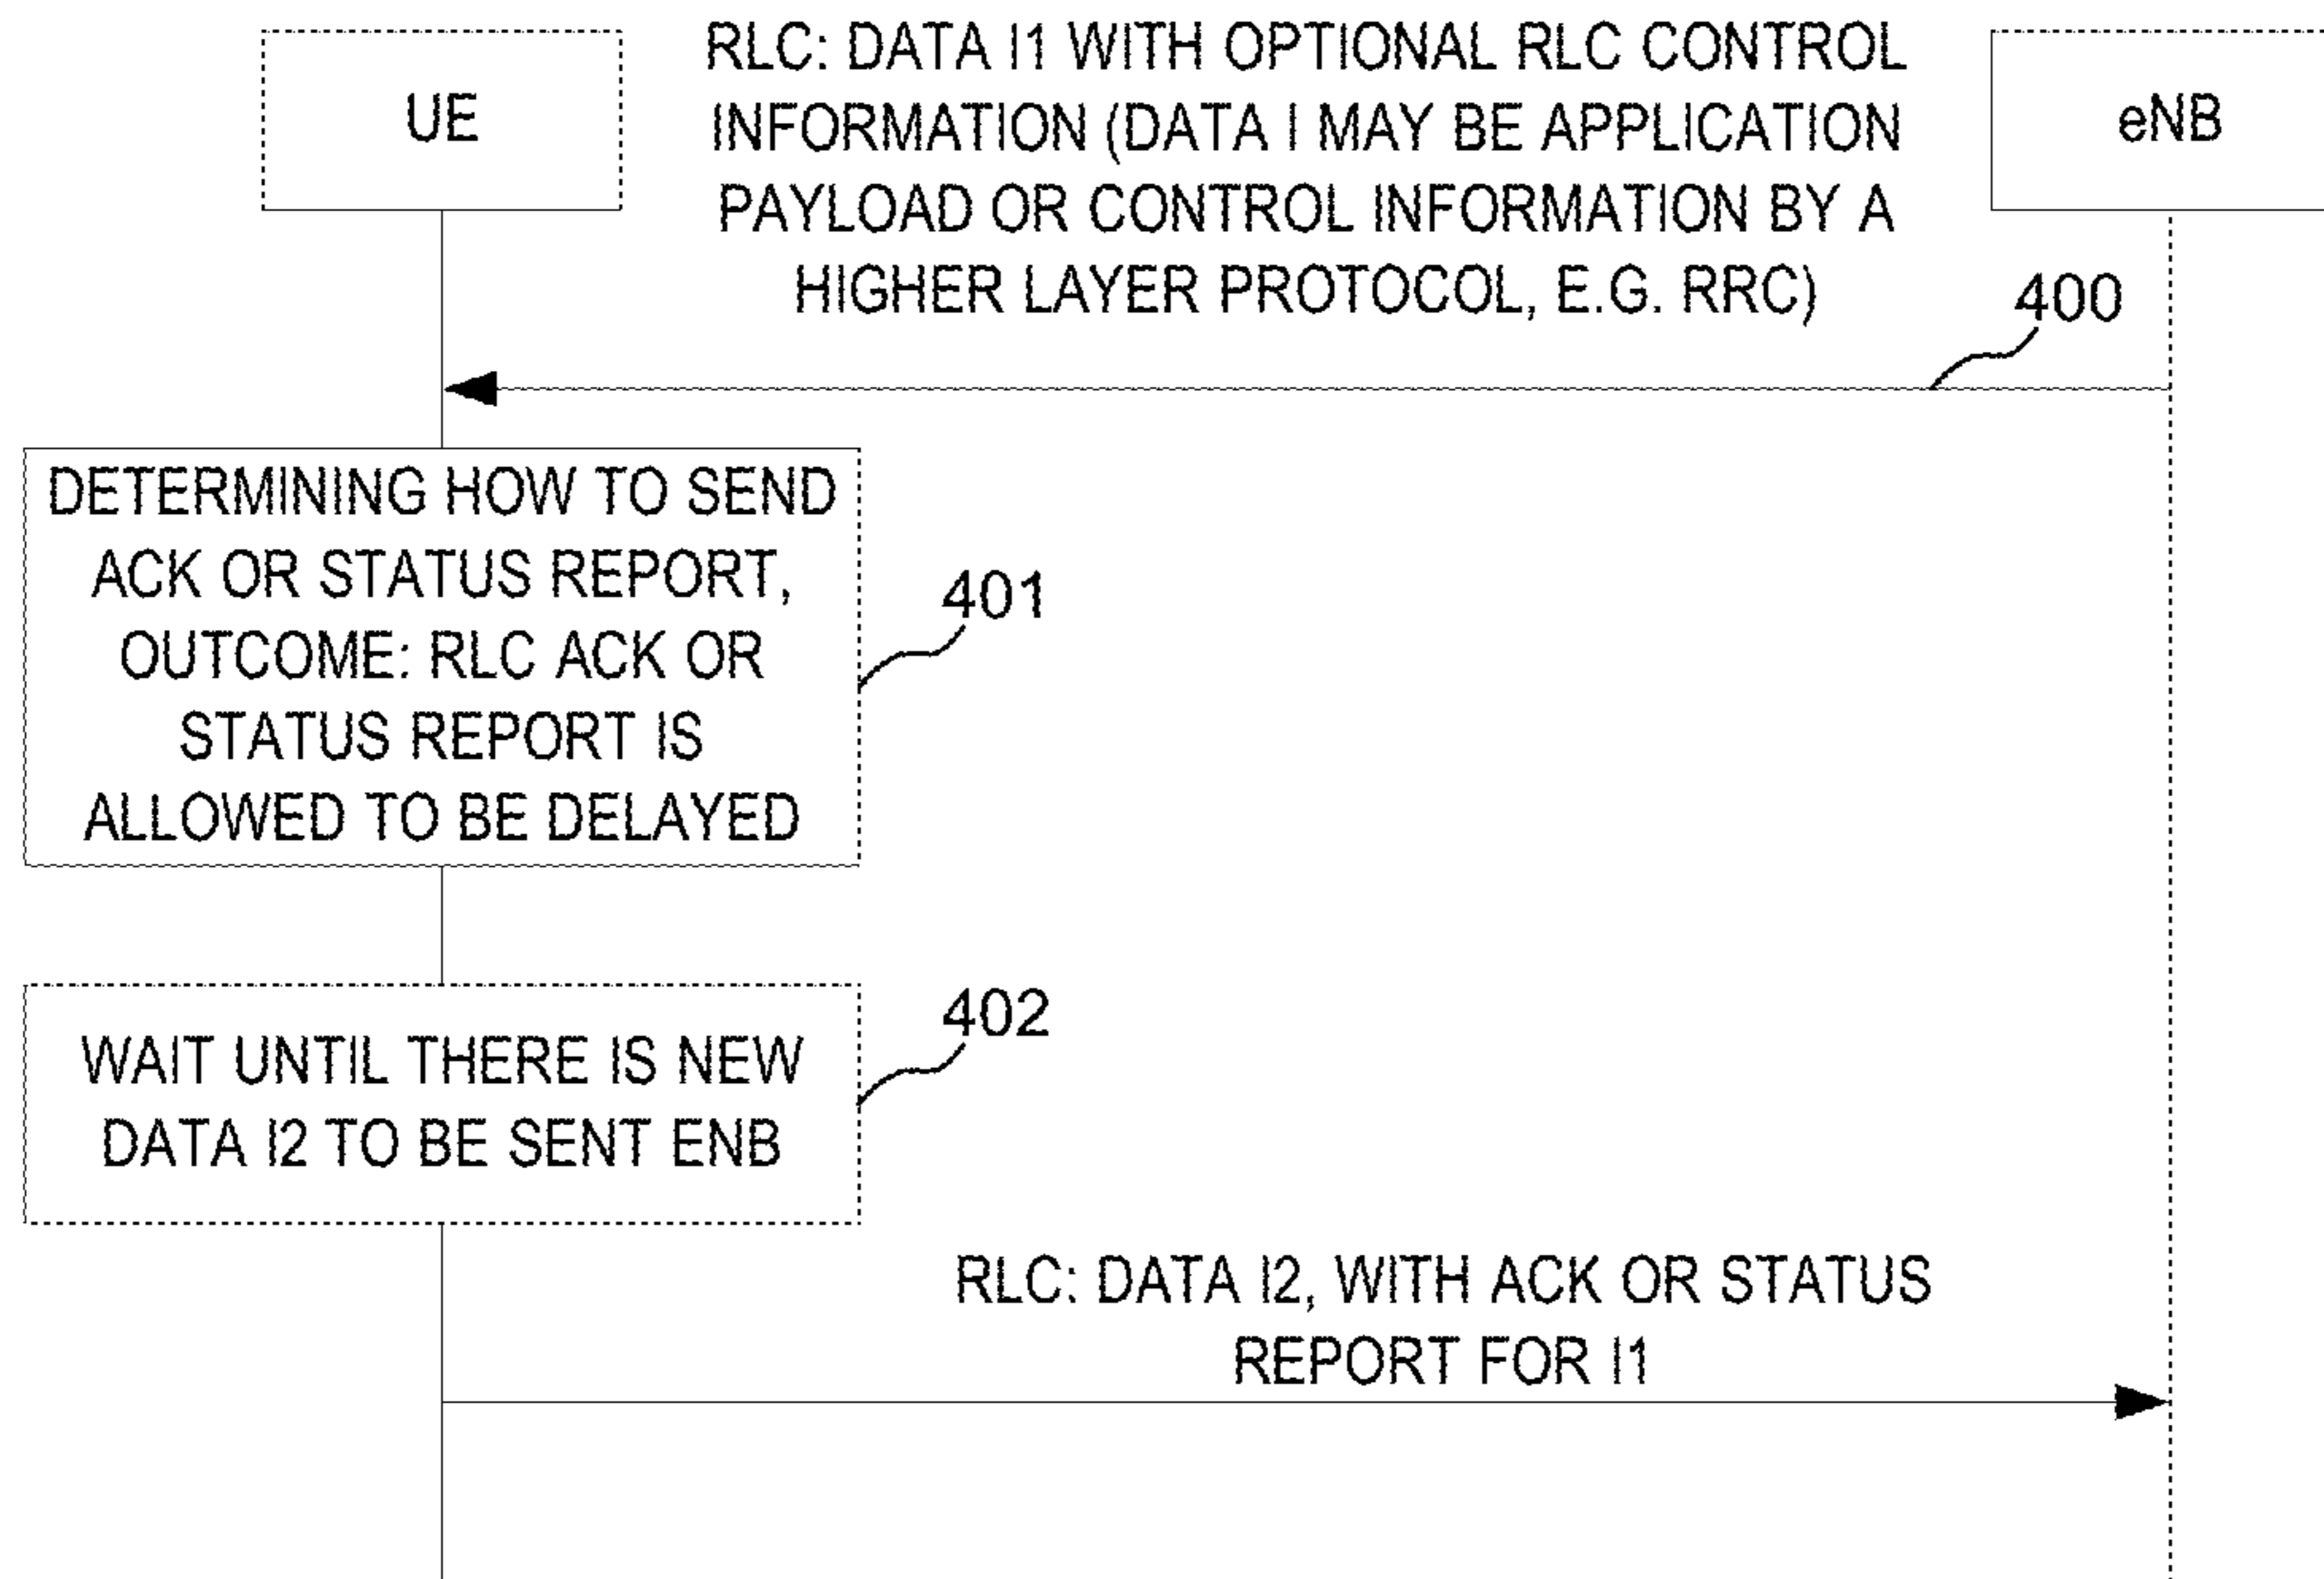 UE
RLC: DATA I1 WITH OPTIONAL RLC CONTROL
INFORMATION (DATA I MAY BE APPLICATION
PAYLOAD OR CONTROL INFORMATION BY A
HIGHER LAYER PROTOCOL, E.G. RRC)
eNB
400
DETERMINING HOW TO SEND
ACK OR STATUS REPORT,
OUTCOME: RLC ACK OR
STATUS REPORT IS
ALLOWED TO BE DELAYED
401
WAIT UNTIL THERE IS NEW
DATA I2 TO BE SENT ENB
402
RLC: DATA I2, WITH ACK OR STATUS
REPORT FOR I1